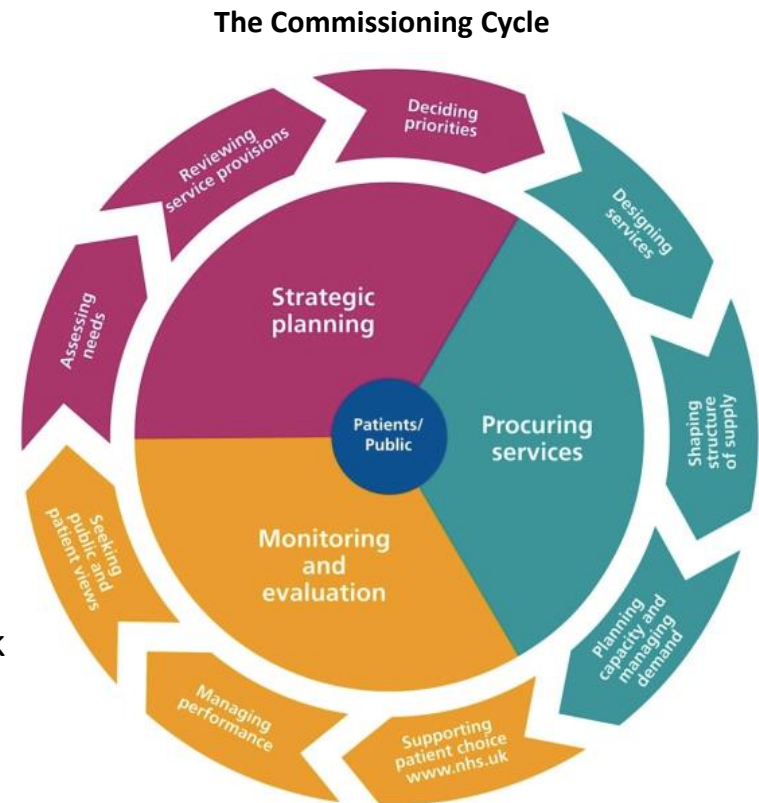 The Commissioning Cycle
Deciding
priorities
Designing
services
Shaping
structure
of supply
Planning
capacity and
managing
demand
Supporting
patient choice
www.nhs.uk
Managing
performance
Seeking
public and
patient views
Assessing
needs
Reviewing
service provisions
Strategic
planning
Procuring
services
Monitoring
and
evaluation
Patients/
Public